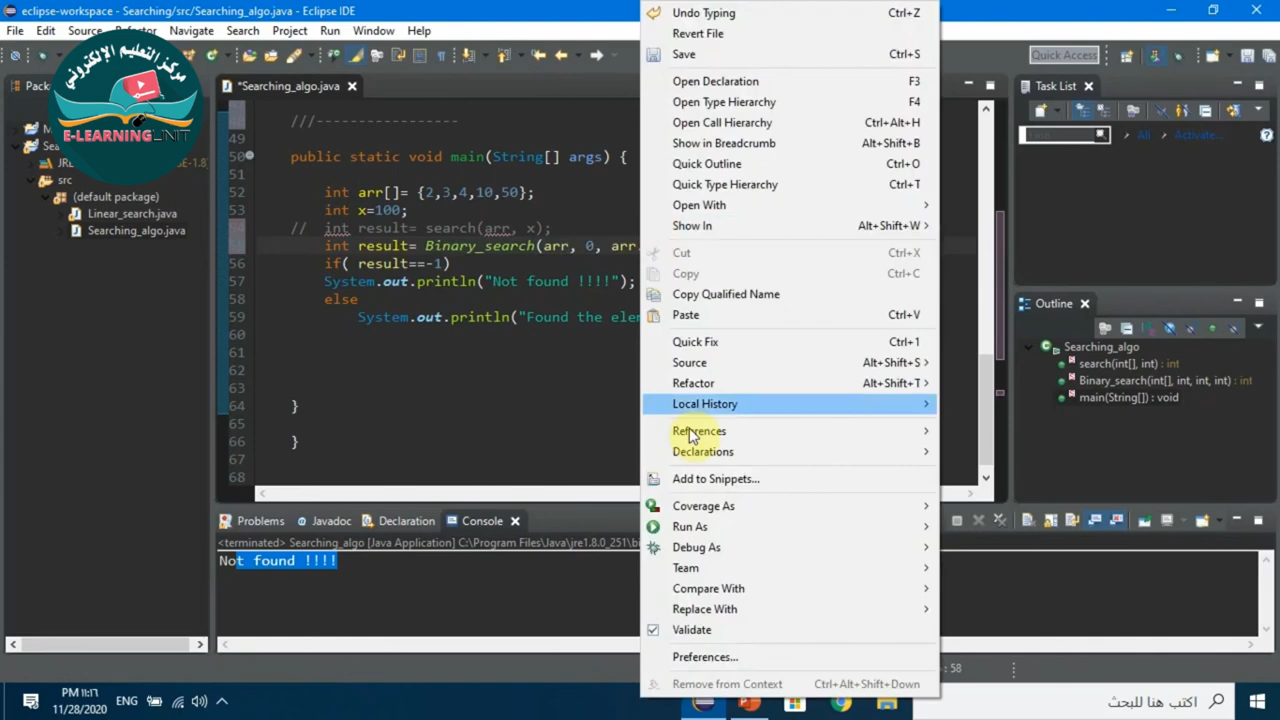 eclipse-workspace - Searching/src/Searching_algo.java - Eclipse IDE
File Edit Source Refactor Navigate Search Project Run Window Help
Quick Access
مركز التعليم الإلكتروني
E-LEARNING UNIT
*Searching_algo.java
src
(default package)
Linear_search.java
Searching_algo.java
///-----------------
49
50 public static void main(String[] args) {
51
52 int arr[]= {2,3,4,10,50};
53 int x=100;
// int result= search(arr, x);
int result= Binary_search(arr, 0, arr.
56 if( result==-1)
57 System.out.println("Not found !!!!");
58 else
59 System.out.println("Found the ele
60
61
62
64 }
65
66 }
67
68
Undo Typing Ctrl+Z
Revert File
Save Ctrl+S
Open Declaration F3
Open Type Hierarchy F4
Open Call Hierarchy Ctrl+Alt+H
Show in Breadcrumb Alt+Shift+B
Quick Outline Ctrl+O
Quick Type Hierarchy Ctrl+T
Open With
Show In Alt+Shift+W
Cut Ctrl+X
Copy Ctrl+C
Copy Qualified Name
Paste Ctrl+V
Quick Fix Ctrl+1
Source Alt+Shift+S
Refactor Alt+Shift+T
Local History
References
Declarations
Add to Snippets...
Coverage As
Run As
Debug As
Team
Compare With
Replace With
Validate
Preferences...
Remove from Context Ctrl+Alt+Shift+Down
Task List
All Activate...
Outline
Searching_algo
search(int[], int) : int
Binary_search(int[], int, int, int) : int
main(String[]) : void
Problems Javadoc Declaration Console
<terminated> Searching_algo [Java Application] C:\Program Files\Java\jre1.8.0_251\bi
Not found !!!!
: 58
PM ١١:١٦
11/28/2020
ENG
اكتب هنا للبحث